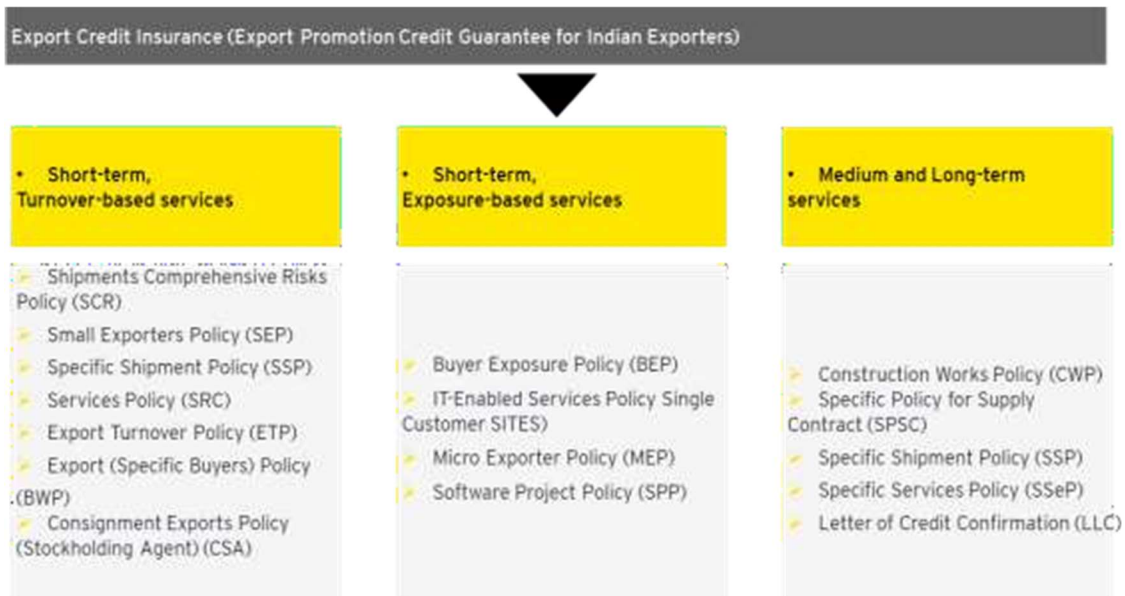 Export Credit Insurance (Export Promotion Credit Guarantee for Indian Exporters)
• Short-term,
Turnover-based services
Shipments Comprehensive Risks
Policy (SCR)
Small Exporters Policy (SEP)
Specific Shipment Policy (SSP)
Services Policy (SRC)
Export Turnover Policy (ETP)
Export (Specific Buyers) Policy
(BWP)
Consignment Exports Policy
(Stockholding Agent) (CSA)
• Short-term,
Exposure-based services
Buyer Exposure Policy (BEP)
IT-Enabled Services Policy Single
Customer SITES)
Micro Exporter Policy (MEP)
Software Project Policy (SPP)
• Medium and Long-term
services
Construction Works Policy (CWP)
Specific Policy for Supply
Contract (SPSC)
Specific Shipment Policy (SSP)
Specific Services Policy (SSeP)
Letter of Credit Confirmation (LLC)